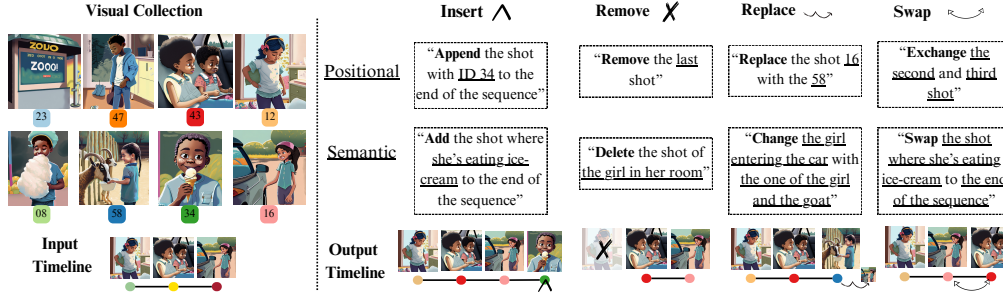 Visual Collection
Insert
Remove
Replace
Swap
ZOVO
ZOOO!
23
47
43
12
08
58
34
16
Positional
“Append the shot
with ID 34 to the
end of the sequence”
“Remove the last
shot”
“Replace the shot 16
with the 58”
“Exchange the
second and third
shot”
Semantic
“Add the shot where
she’s eating ice-
cream to the end of
the sequence”
“Delete the shot of
the girl in her room”
“Change the girl
entering the car with
the one of the girl
and the goat”
“Swap the shot
where she’s eating
ice-cream to the end
of the sequence”
Input
Timeline
Output
Timeline